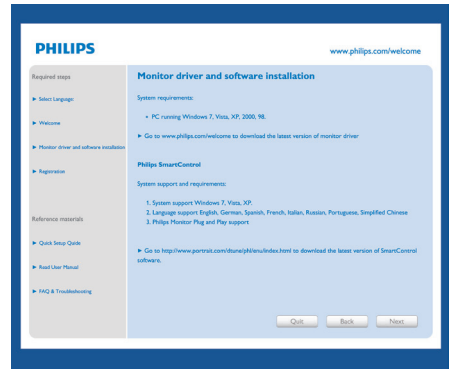 PHILIPS
www.philips.com/welcome
Required steps
► Select Language
► Welcome
► Monitor driver and software installation
► Registration
Reference materials
► Quick Setup Guide
► Read User Manual
► FAQ & Troubleshooting
Monitor driver and software installation
System requirements:
• PC running Windows 7, Vista, XP, 2000, 98.
► Go to www.philips.com/welcome to download the latest version of monitor driver
Philips SmartControl
System support and requirements:
1. System support Windows 7, Vista, XP.
2. Language support English, German, Spanish, French, Italian, Russian, Portuguese, Simplified Chinese
3. Philips Monitor Plug and Play support
► Go to http://www.portrait.com/dtune/phl/enu/index.html to download the latest version of SmartControl
software.
Quit
Back
Next